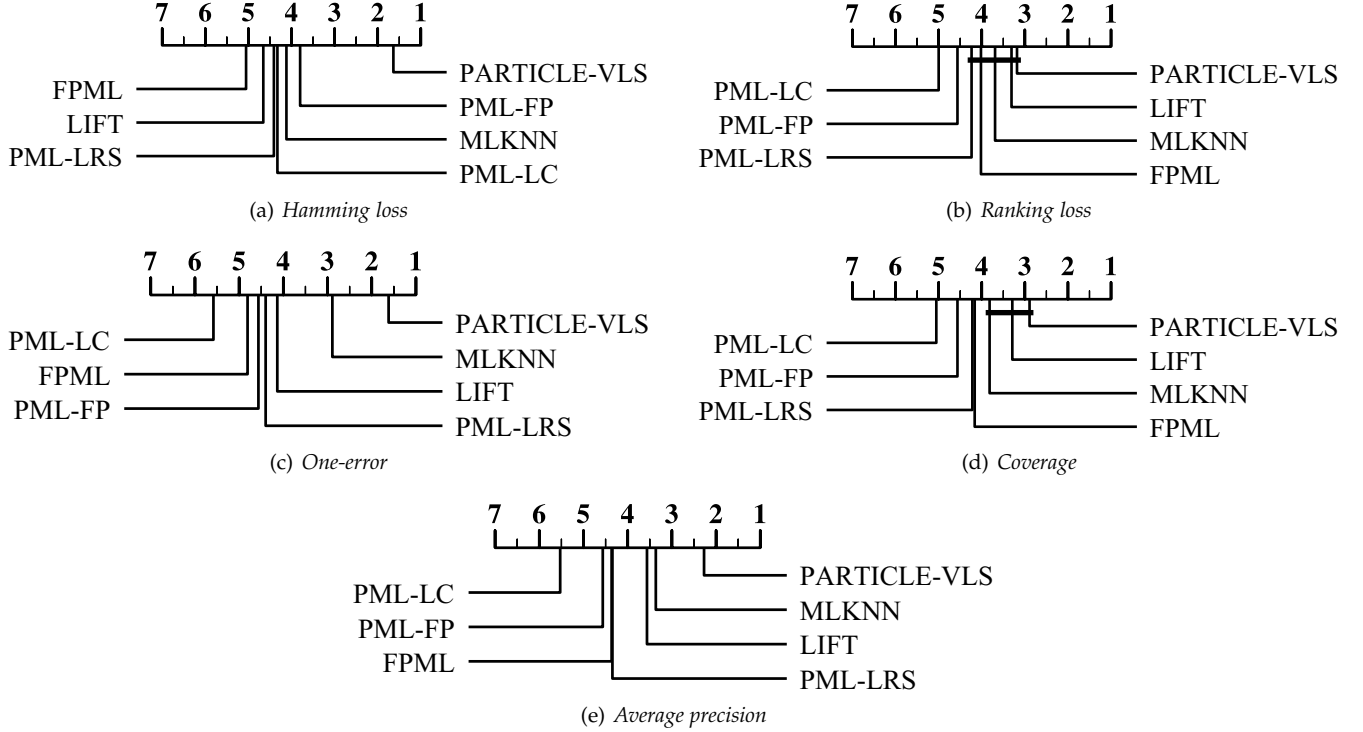 7 6 5 4 3 2 1
FPML
LIFT
PML-LRS
PARTICLE-VLS
PML-FP
MLKNN
PML-LC
(a) Hamming loss
7 6 5 4 3 2 1
PML-LC
PML-FP
PML-LRS
PARTICLE-VLS
LIFT
MLKNN
FPML
(b) Ranking loss
7 6 5 4 3 2 1
PML-LC
FPML
PML-FP
PARTICLE-VLS
MLKNN
LIFT
PML-LRS
(c) One-error
7 6 5 4 3 2 1
PML-LC
PML-FP
PML-LRS
PARTICLE-VLS
LIFT
MLKNN
FPML
(d) Coverage
7 6 5 4 3 2 1
PML-LC
PML-FP
FPML
PARTICLE-VLS
MLKNN
LIFT
PML-LRS
(e) Average precision